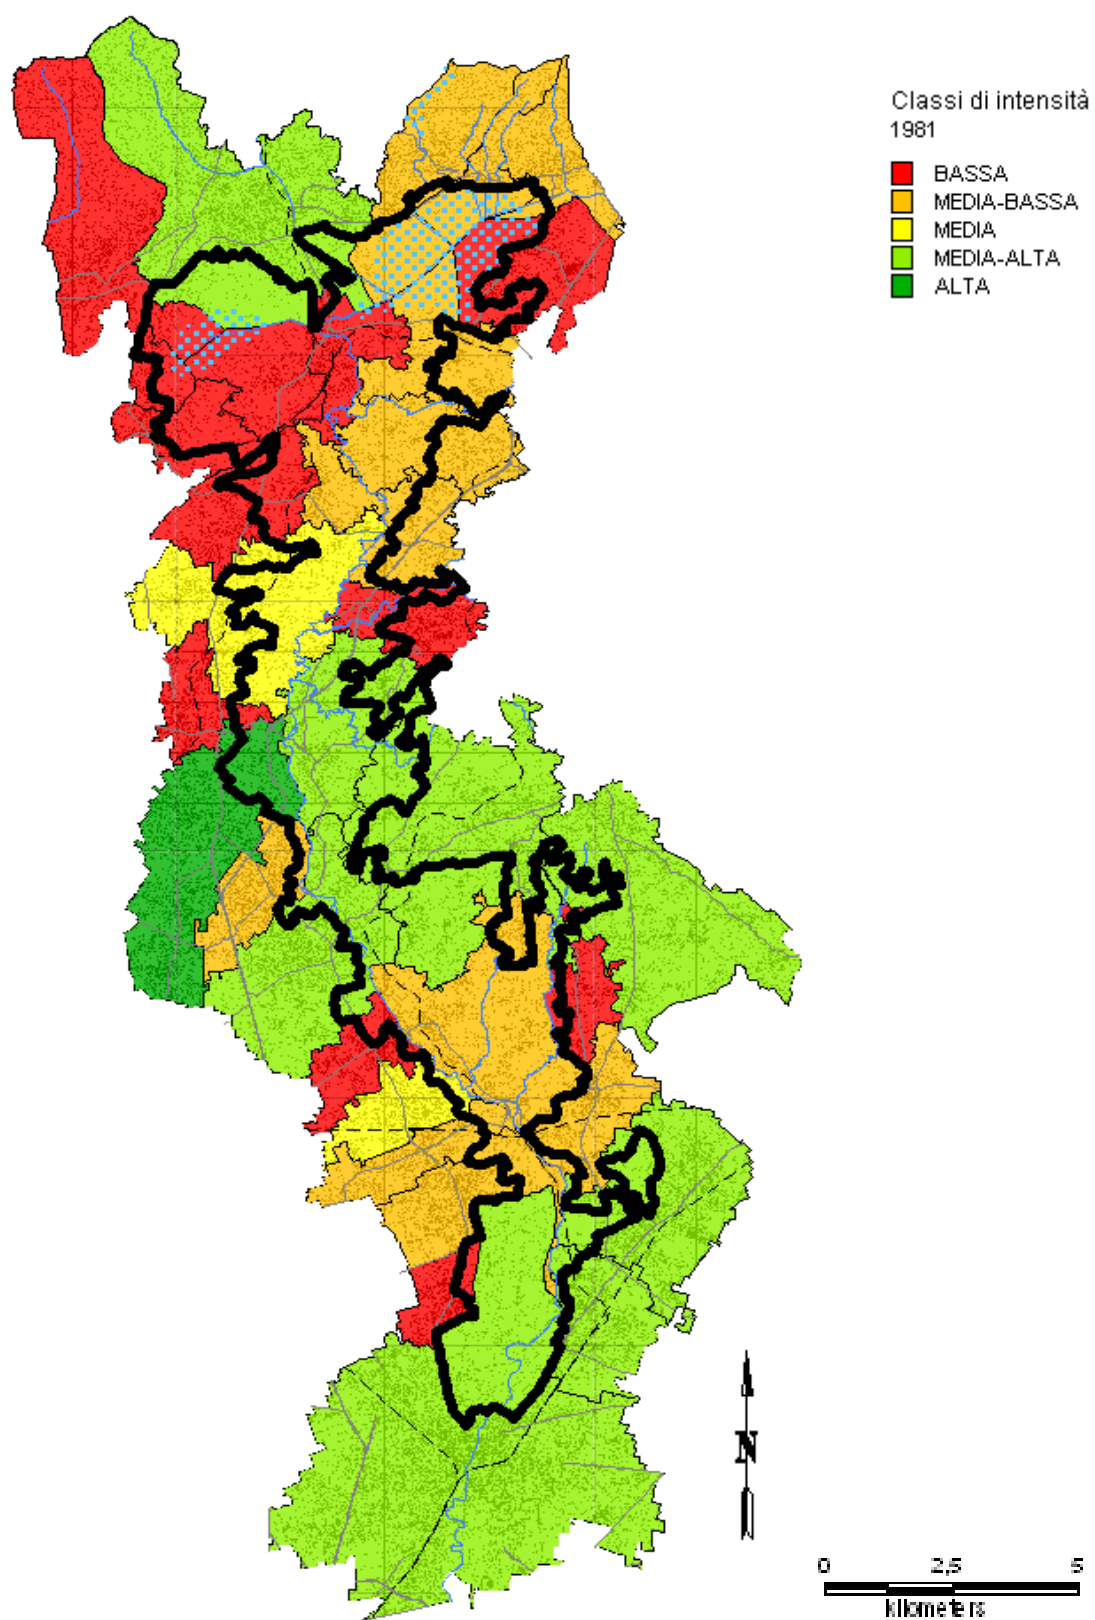 Classi di intensità
1981
BASSA
MEDIA-BASSA
MEDIA
MEDIA-ALTA
ALTA
N
0 2,5 5
kilometers